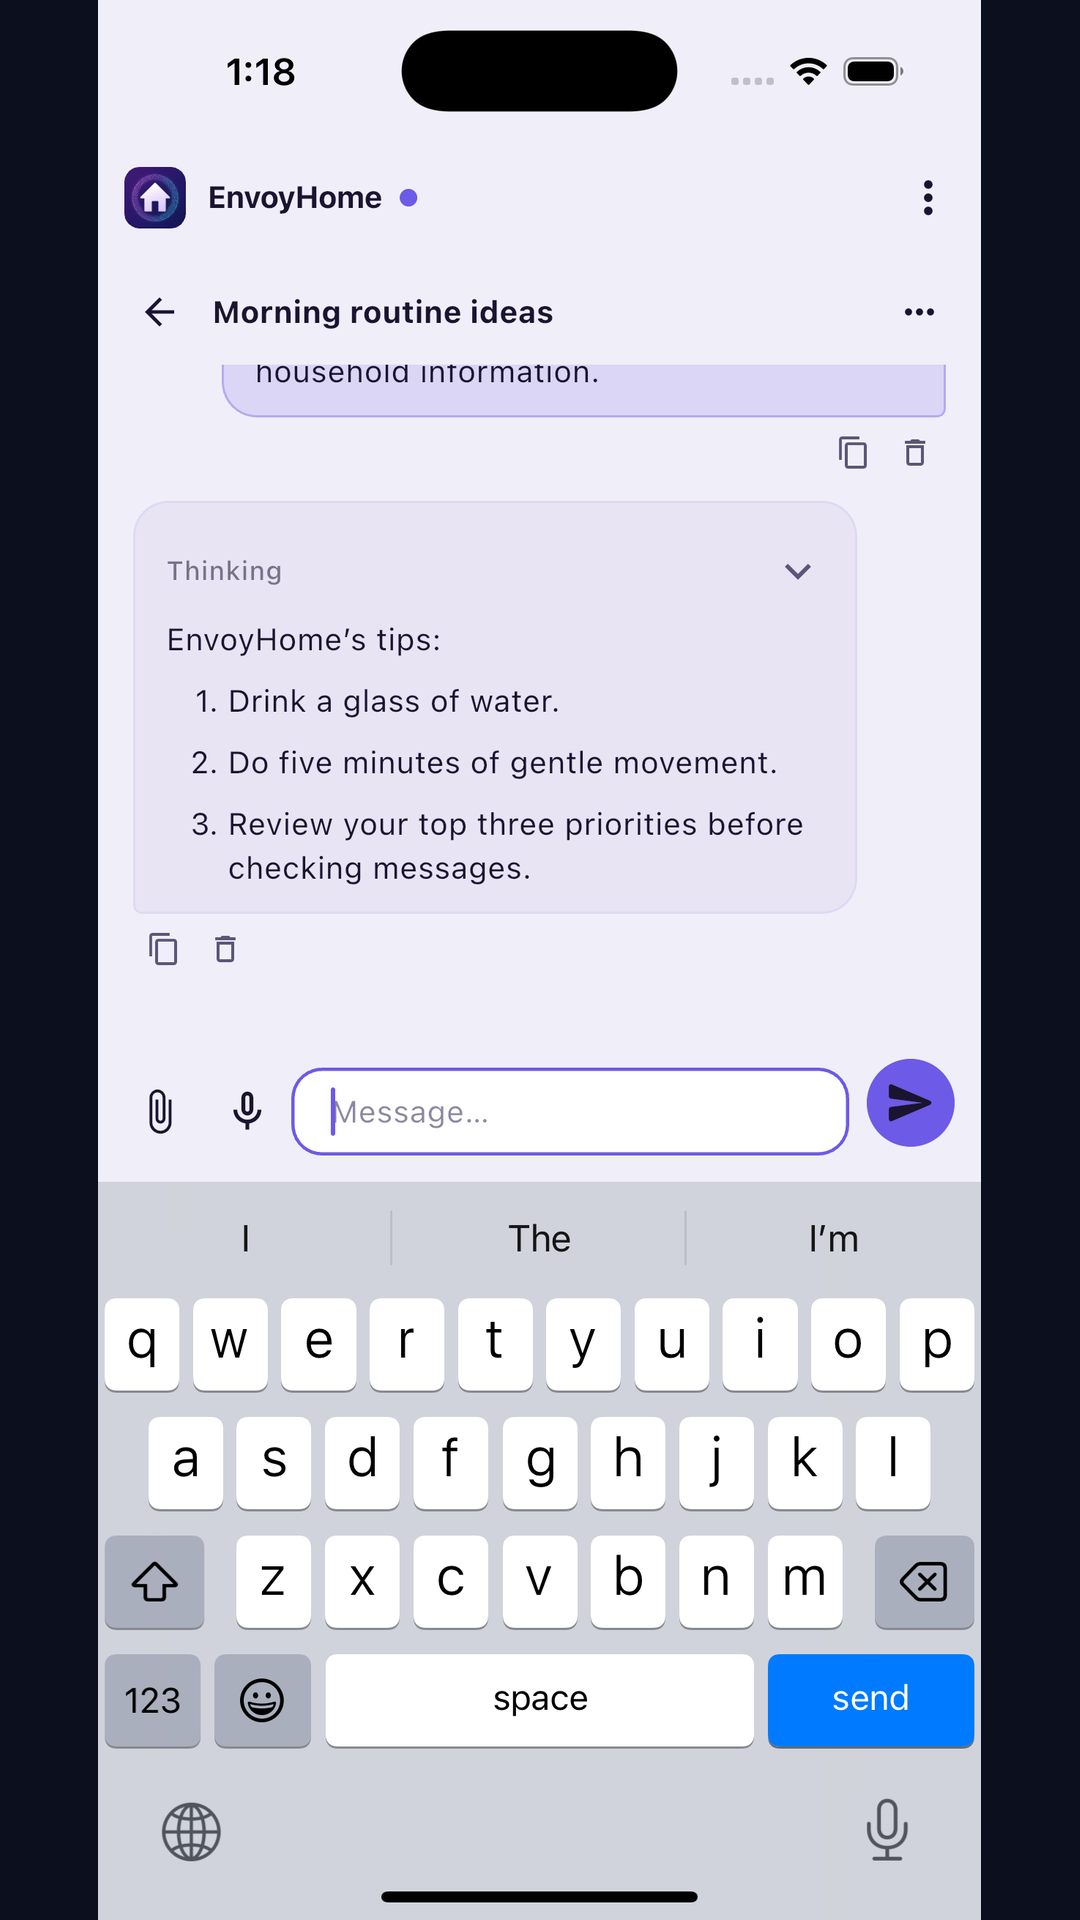 1:18
EnvoyHome
Morning routine ideas
household information.
Thinking
EnvoyHome’s tips:
1. Drink a glass of water.
2. Do five minutes of gentle movement.
3. Review your top three priorities before
checking messages.
Message...
I The I’m
q w e r t y u i o p
a s d f g h j k l
z x c v b n m
123 space send